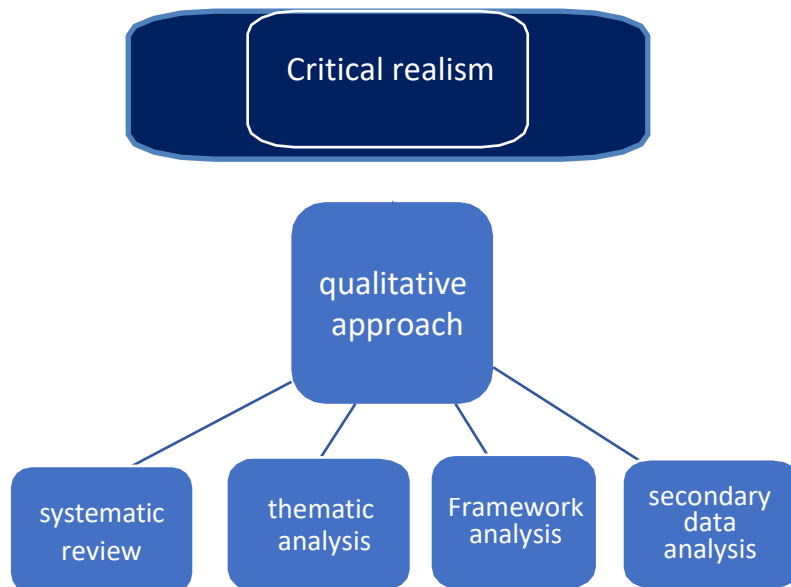 Critical realism
qualitative
approach
systematic
review
thematic
analysis
Framework
analysis
secondary
data
analysis